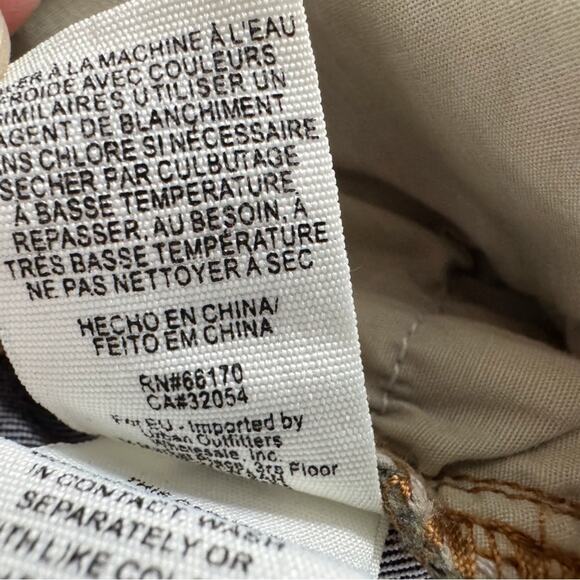 À LA MACHINE À L'EAU
FROIDE AVEC COULEURS
SIMILAIRES UTILISER UN
AGENT DE BLANCHIMENT
SANS CHLORE SI NÉCESSAIRE
SÉCHER PAR CULBUTAGE
À BASSE TEMPÉRATURE
REPASSER, AU BESOIN, À
TRÈS BASSE TEMPÉRATURE
NE PAS NETTOYER À SEC
HECHO EN CHINA/
FEITO EM CHINA
RN#66170
CA#32054
For EU - Imported by
Urban Outfitters
Wholesale, Inc.
3rd Floor
IN CONTACT. WASH
SEPARATELY OR
WITH LIKE